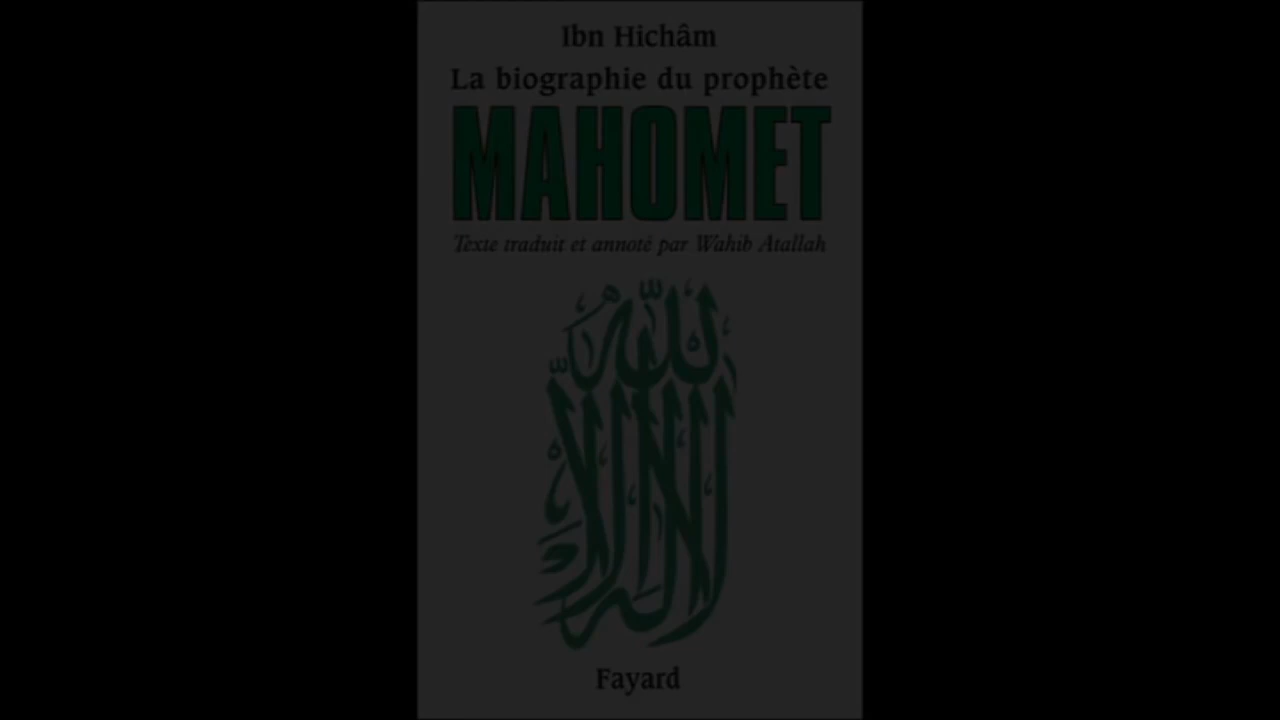 Ibn Hichâm
La biographie du prophète
MAHOMET
Texte traduit et annoté par Wahib Atallah
لا إله إلا الله
Fayard